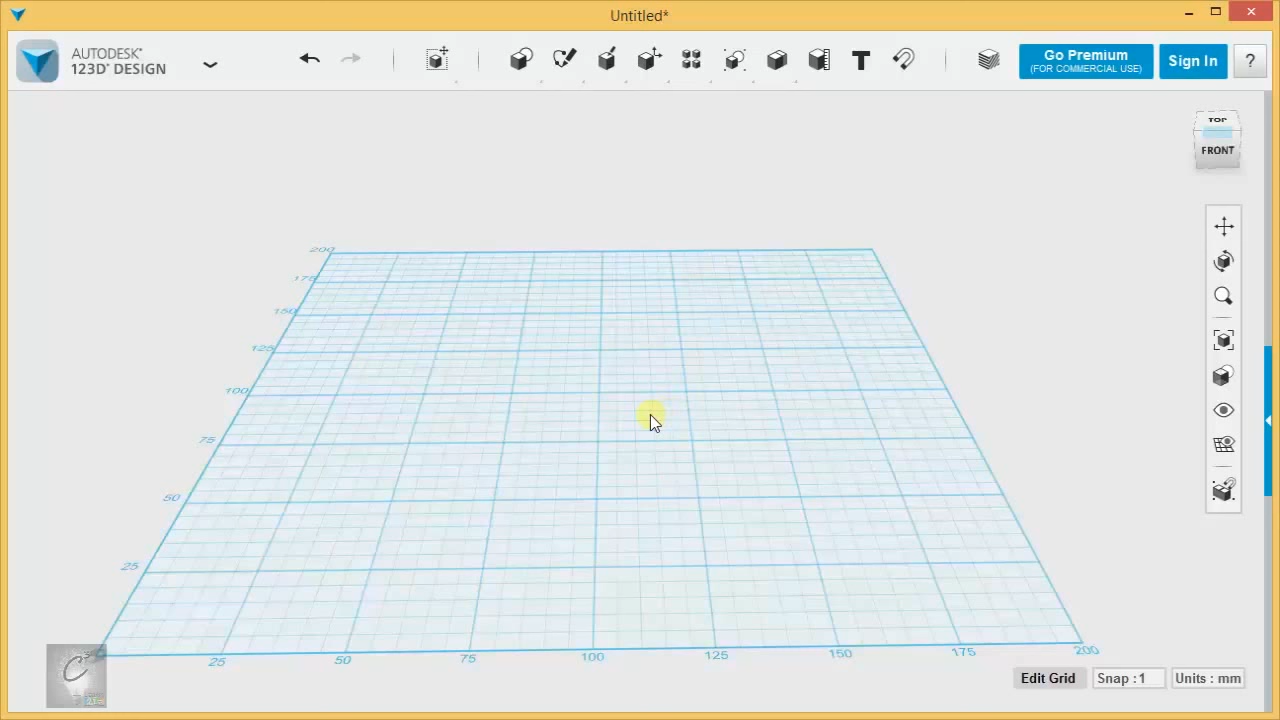 Untitled*
AUTODESK®
123D® DESIGN
T
Go Premium
(FOR COMMERCIAL USE)
Sign In
?
TOP
FRONT
200
175
150
125
100
75
50
25
25
50
75
100
125
150
175
200
Edit Grid
Snap : 1
Units : mm